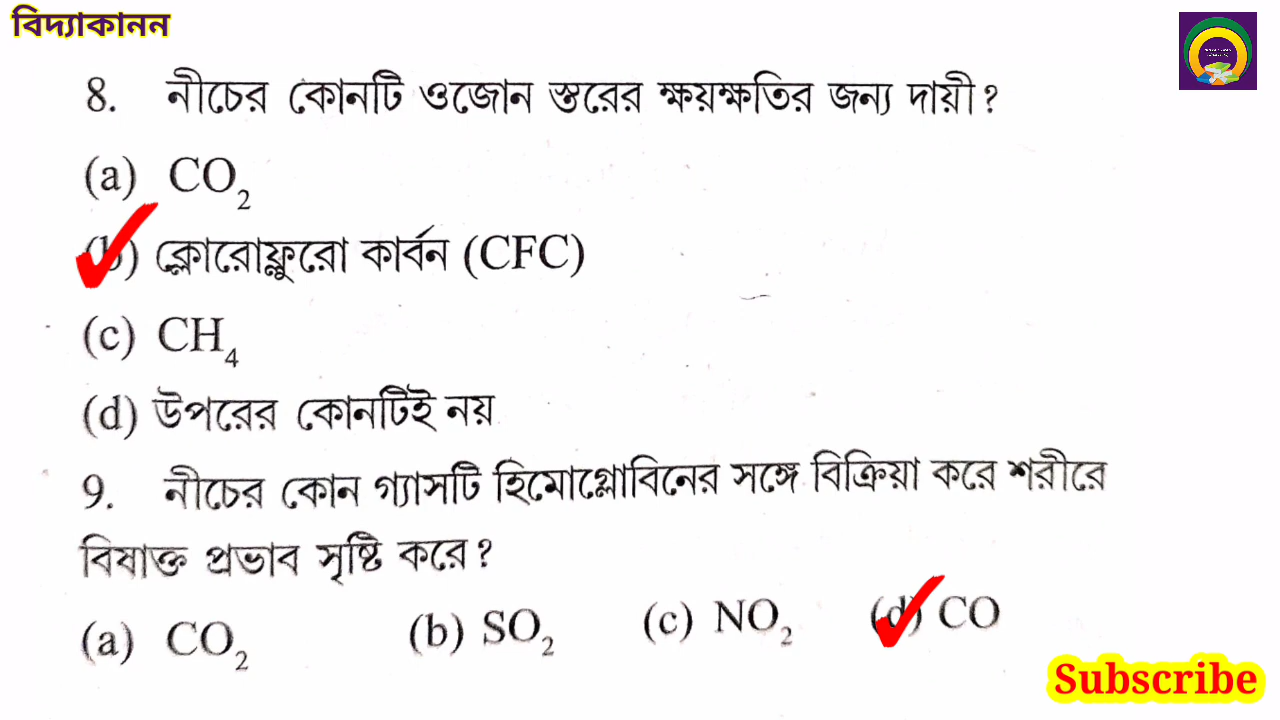 বিদ্যাকানন
8. নীচের কোনটি ওজোন স্তরের ক্ষয়ক্ষতির জন্য দায়ী?
(a) CO₂
(b) ক্লোরোফ্লুরো কার্বন (CFC)
(c) CH₄
(d) উপরের কোনটিই নয়
9. নীচের কোন গ্যাসটি হিমোগ্লোবিনের সঙ্গে বিক্রিয়া করে শরীরে
বিষাক্ত প্রভাব সৃষ্টি করে?
(a) CO₂ (b) SO₂ (c) NO₂ (d) CO
Subscribe